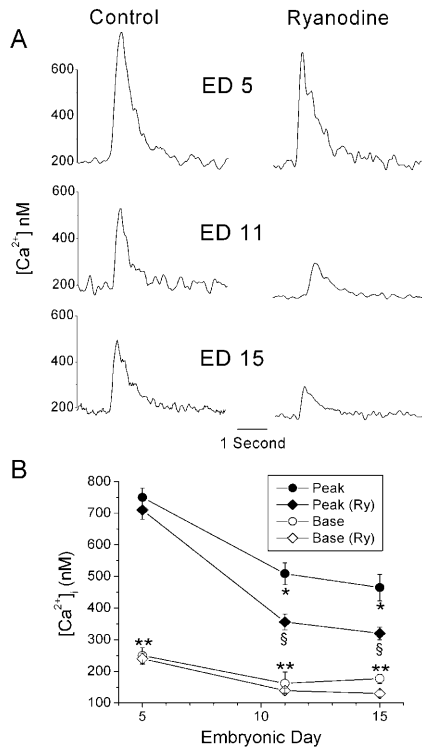 A
Control
Ryanodine
ED 5
600
400
200
ED 11
600
400
200
ED 15
600
400
200
[Ca2+] nM
1 Second
B
800
700
600
500
400
300
200
100
0
[Ca2+]i (nM)
Peak
Peak (Ry)
Base
Base (Ry)
*
*
§
§
**
**
**
5
10
15
Embryonic Day